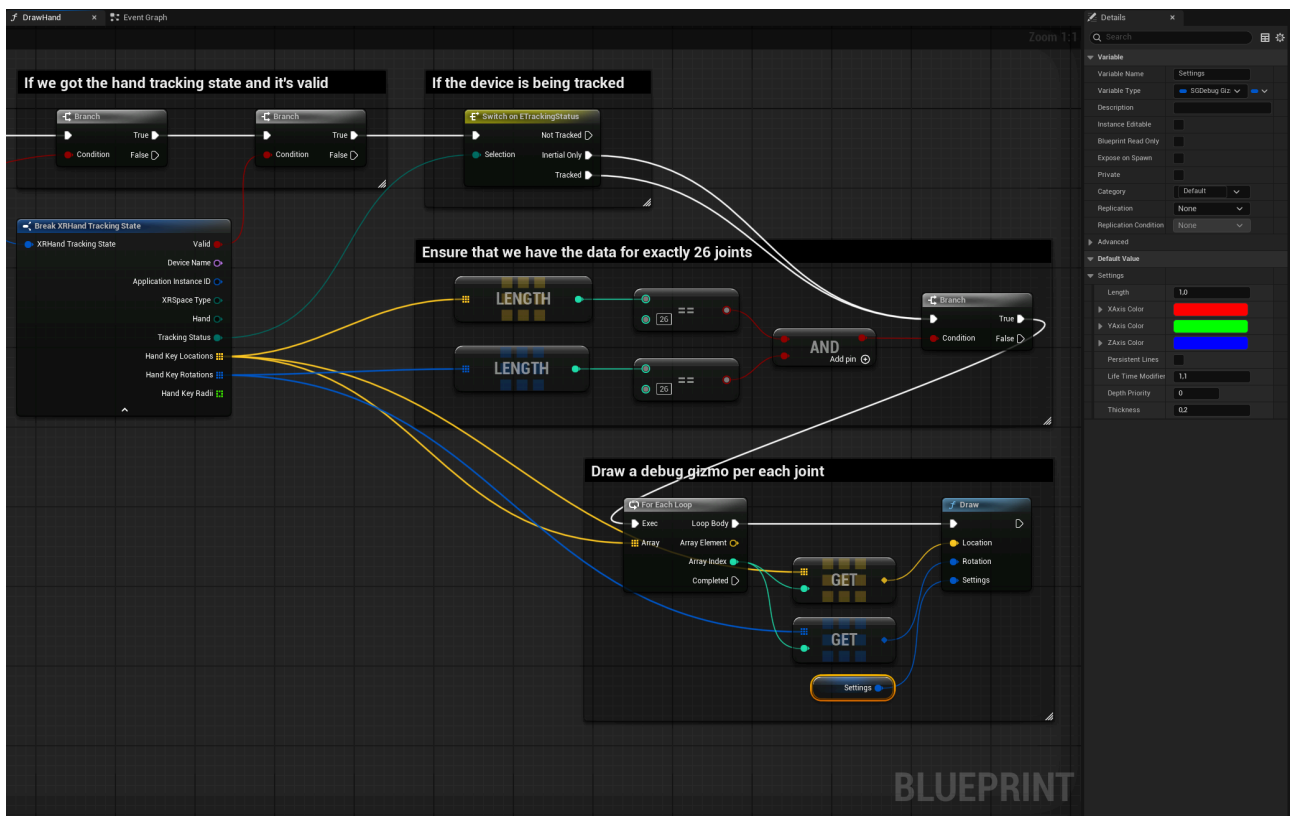 DrawHand
Event Graph
Zoom 1:1
If we got the hand tracking state and it's valid
Branch
True
Condition
False
Branch
True
Condition
False
If the device is being tracked
Switch on ETrackingStatus
Not Tracked
Selection
Inertial Only
Tracked
Break XRHand Tracking State
XRHand Tracking State
Valid
Device Name
Application Instance ID
XRSpace Type
Hand
Tracking Status
Hand Key Locations
Hand Key Rotations
Hand Key Radii
Ensure that we have the data for exactly 26 joints
LENGTH
==
26
LENGTH
==
26
AND
Add pin
Branch
True
Condition
False
Draw a debug gizmo per each joint
For Each Loop
Exec
Loop Body
Array
Array Element
Array Index
Completed
GET
GET
Settings
Draw
Location
Rotation
Settings
BLUEPRINT
Details
Search
Variable
Variable Name
Settings
Variable Type
SGDebug Giz
Description
Instance Editable
Blueprint Read Only
Expose on Spawn
Private
Category
Default
Replication
None
Replication Condition
None
Advanced
Default Value
Settings
Length
1,0
XAxis Color
YAxis Color
ZAxis Color
Persistent Lines
Life Time Modifier
1,1
Depth Priority
0
Thickness
0,2